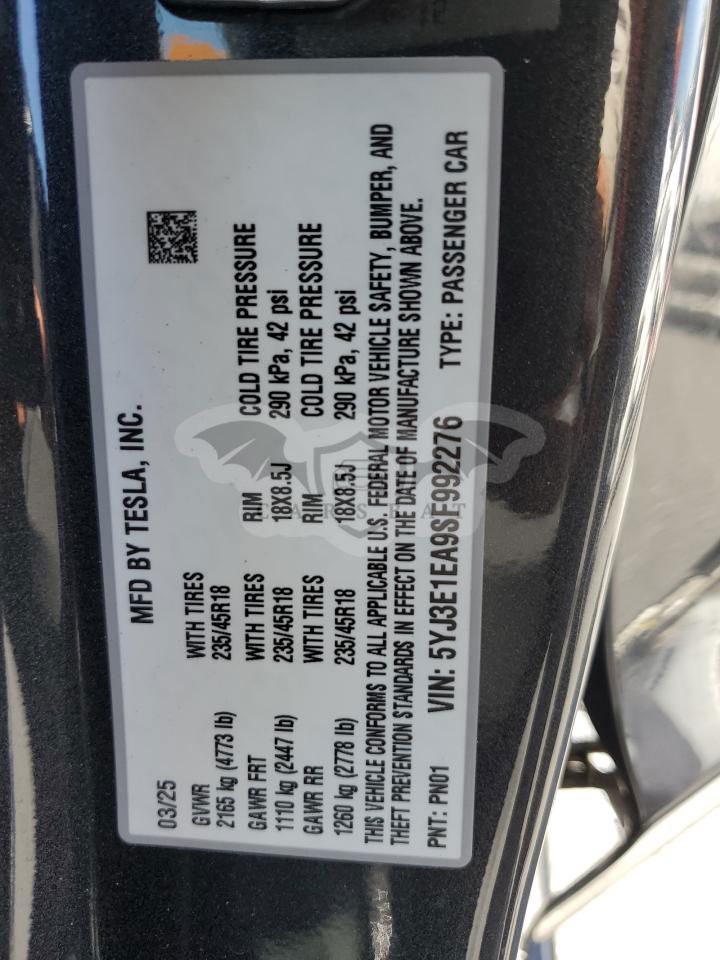 MFD BY TESLA, INC.
03/25
GVWR WITH TIRES RIM COLD TIRE PRESSURE
2165 kg (4773 lb) 235/45R18 18X8.5J 290 kPa, 42 psi
GAWR FRT WITH TIRES RIM COLD TIRE PRESSURE
1110 kg (2447 lb) 235/45R18 18X8.5J 290 kPa, 42 psi
GAWR RR WITH TIRES
1260 kg (2778 lb) 235/45R18
THIS VEHICLE CONFORMS TO ALL APPLICABLE U.S. FEDERAL MOTOR VEHICLE SAFETY, BUMPER, AND
THEFT PREVENTION STANDARDS IN EFFECT ON THE DATE OF MANUFACTURE SHOWN ABOVE.
PNT: PN01 VIN: 5YJ3E1EA9SF992276 TYPE: PASSENGER CAR